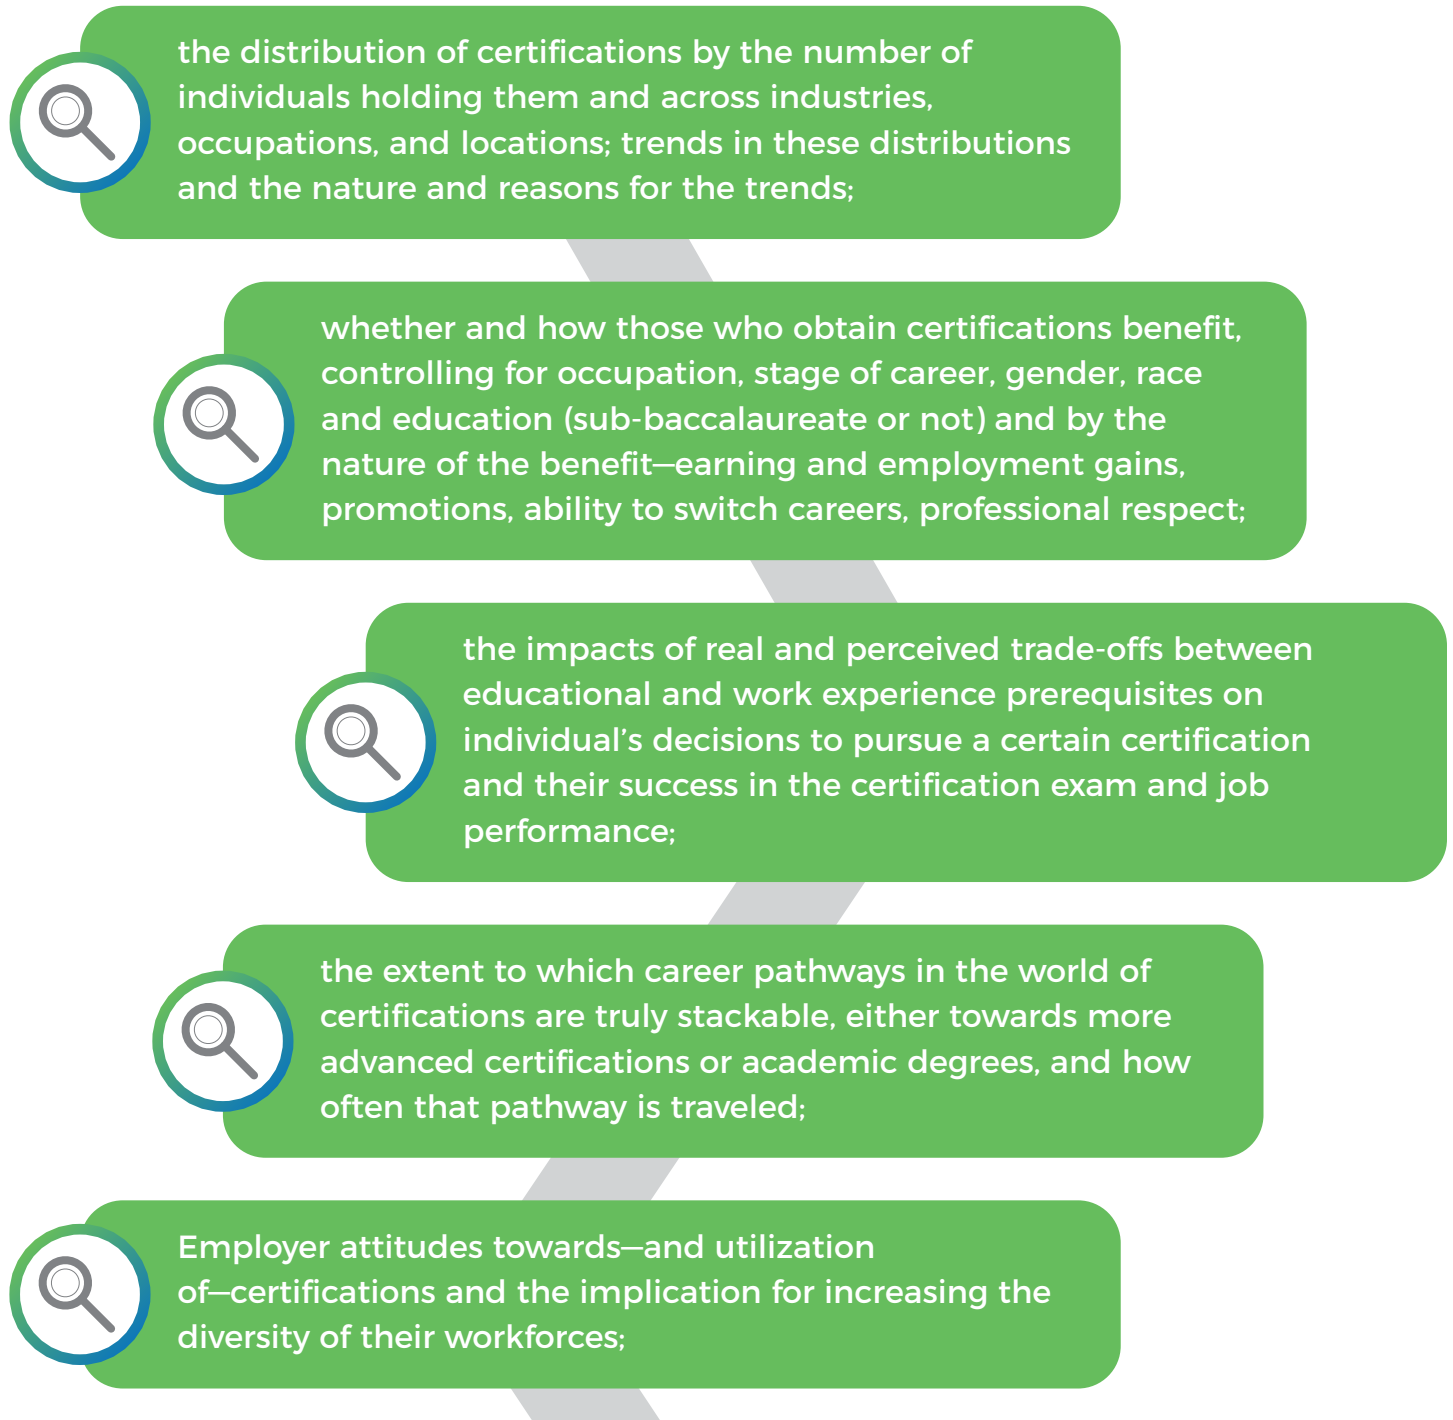 the distribution of certifications by the number of
individuals holding them and across industries,
occupations, and locations; trends in these distributions
and the nature and reasons for the trends;
whether and how those who obtain certifications benefit,
controlling for occupation, stage of career, gender, race
and education (sub-baccalaureate or not) and by the
nature of the benefit—earning and employment gains,
promotions, ability to switch careers, professional respect;
the impacts of real and perceived trade-offs between
educational and work experience prerequisites on
individual’s decisions to pursue a certain certification
and their success in the certification exam and job
performance;
the extent to which career pathways in the world of
certifications are truly stackable, either towards more
advanced certifications or academic degrees, and how
often that pathway is traveled;
Employer attitudes towards—and utilization
of—certifications and the implication for increasing the
diversity of their workforces;